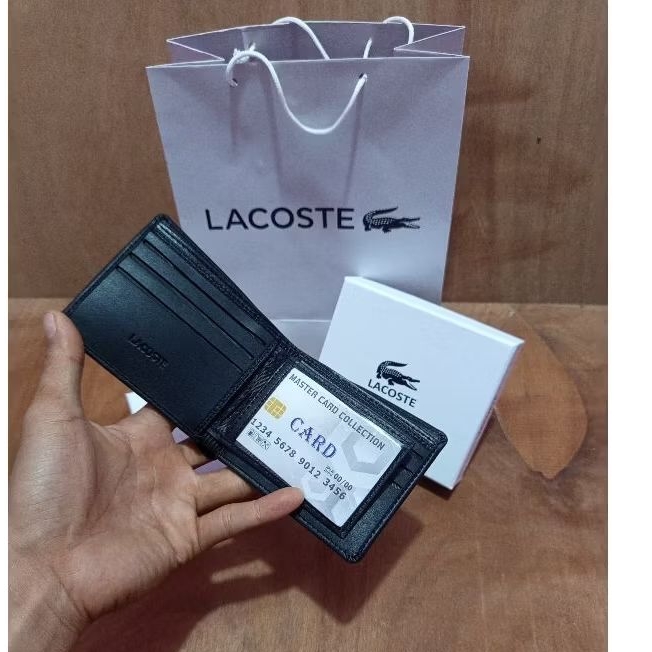 LACOSTE
LACOSTE
LACOSTE
MASTER CARD COLLECTION
CARD
1234 5678 9012 3456
00/00